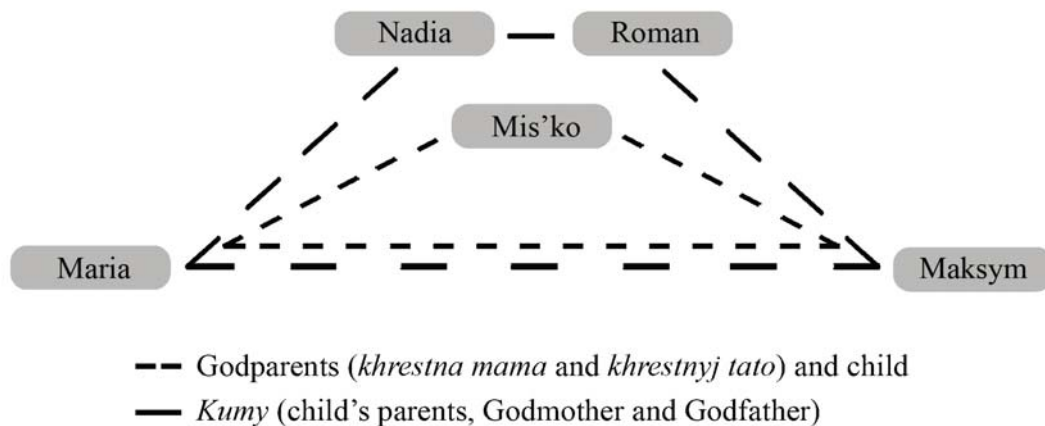 Nadia
Roman
Mis’ko
Maria
Maksym
Godparents (khrestna mama and khrestnyj tato) and child
Kumy (child’s parents, Godmother and Godfather)